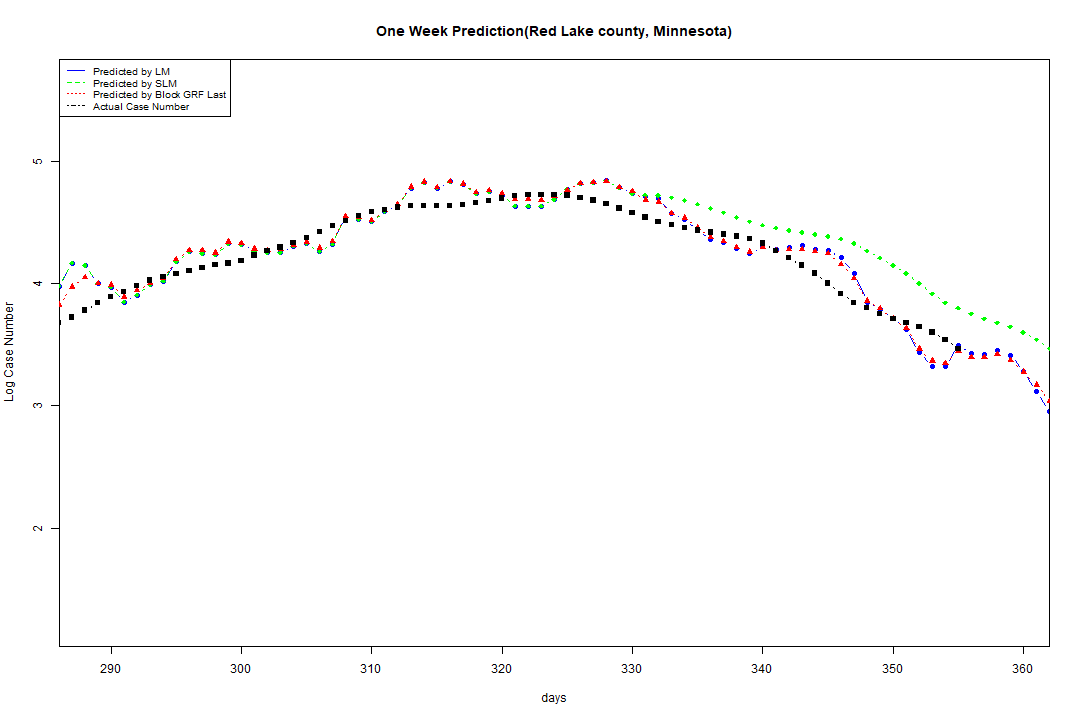 One Week Prediction(Red Lake county, Minnesota)
Predicted by LM
Predicted by SLM
Predicted by Block GRF Last
Actual Case Number
5
4
3
2
Log Case Number
290 300 310 320 330 340 350 360
days